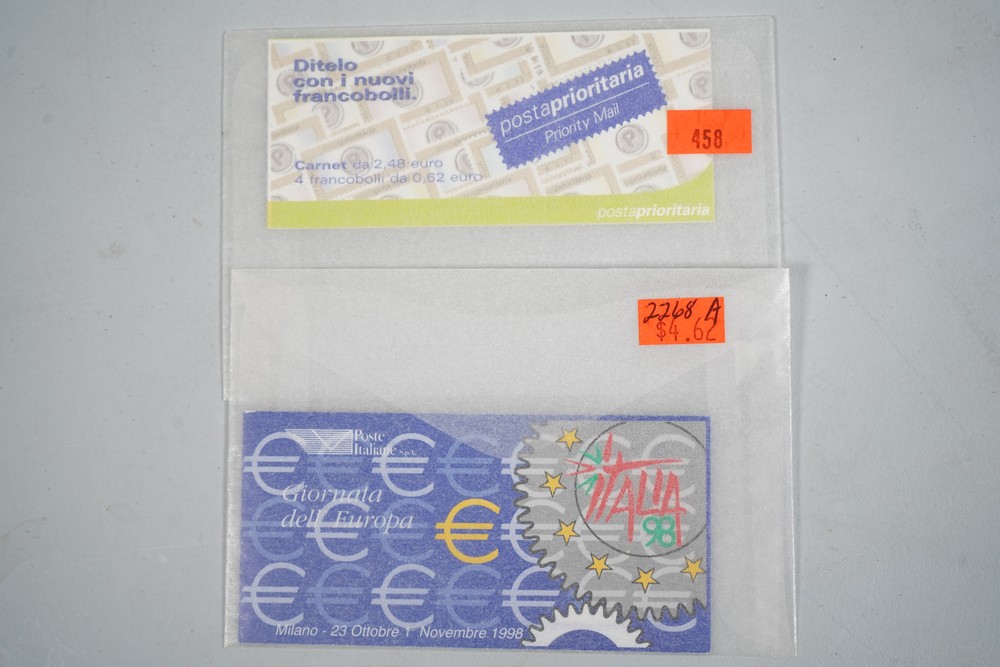 Ditelo
con i nuovi
francobolli.
postaprioritaria
Priority Mail
458
Carnet da 2,48 euro
4 francobolli da 0,62 euro
postaprioritaria
2268 A
$4.62
Poste
Italiane S.p.A.
Giornata
dell'Europa
€
ITALIA
98
Milano - 23 Ottobre 1 Novembre 1998